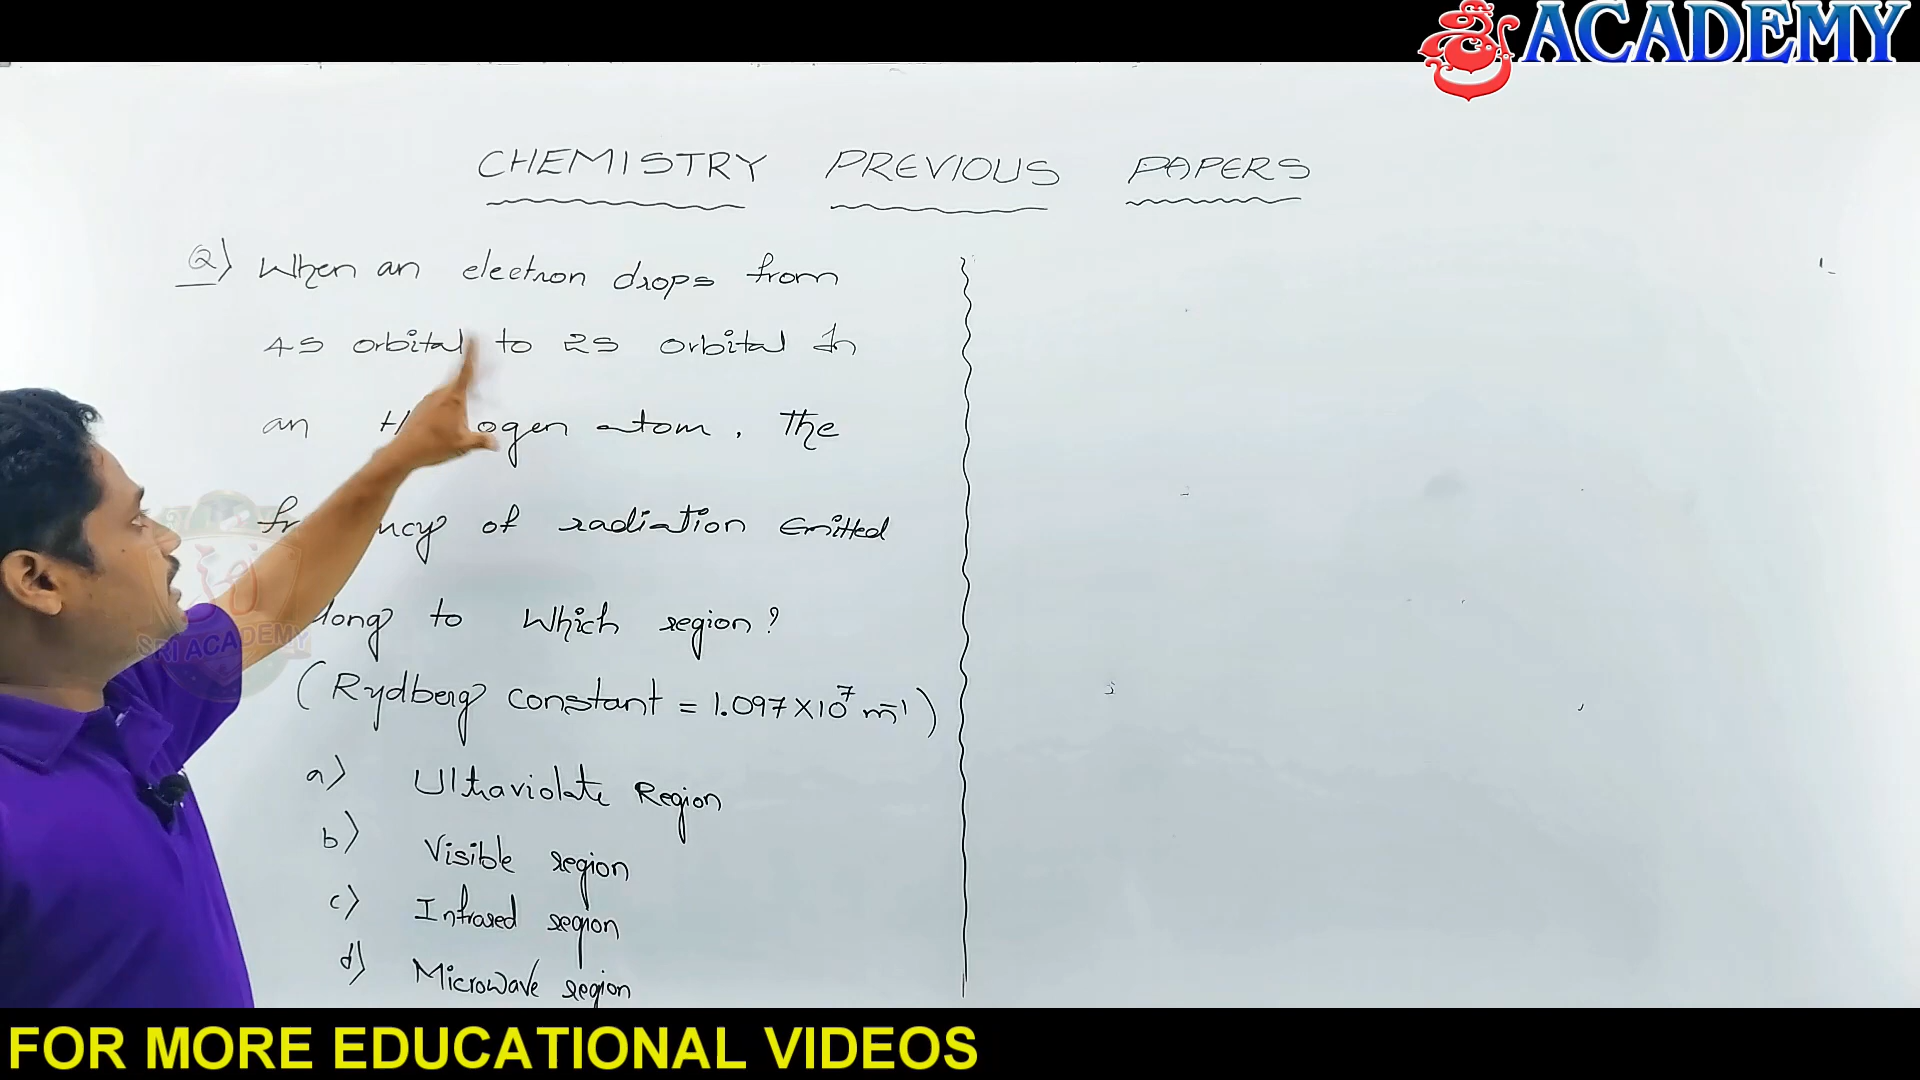 ACADEMY
CHEMISTRY PREVIOUS PAPERS
Q) When an electron drops from
4S orbital to 2S orbital In
an ogen atom. The
of radiation Emitted
to which region?
(Rydberg constant = 1.097 X 10⁷ m⁻¹)
a) Ultraviolate Region
b) Visible region
c) Infrared region
d) Microwave region
SRI ACADEMY
FOR MORE EDUCATIONAL VIDEOS